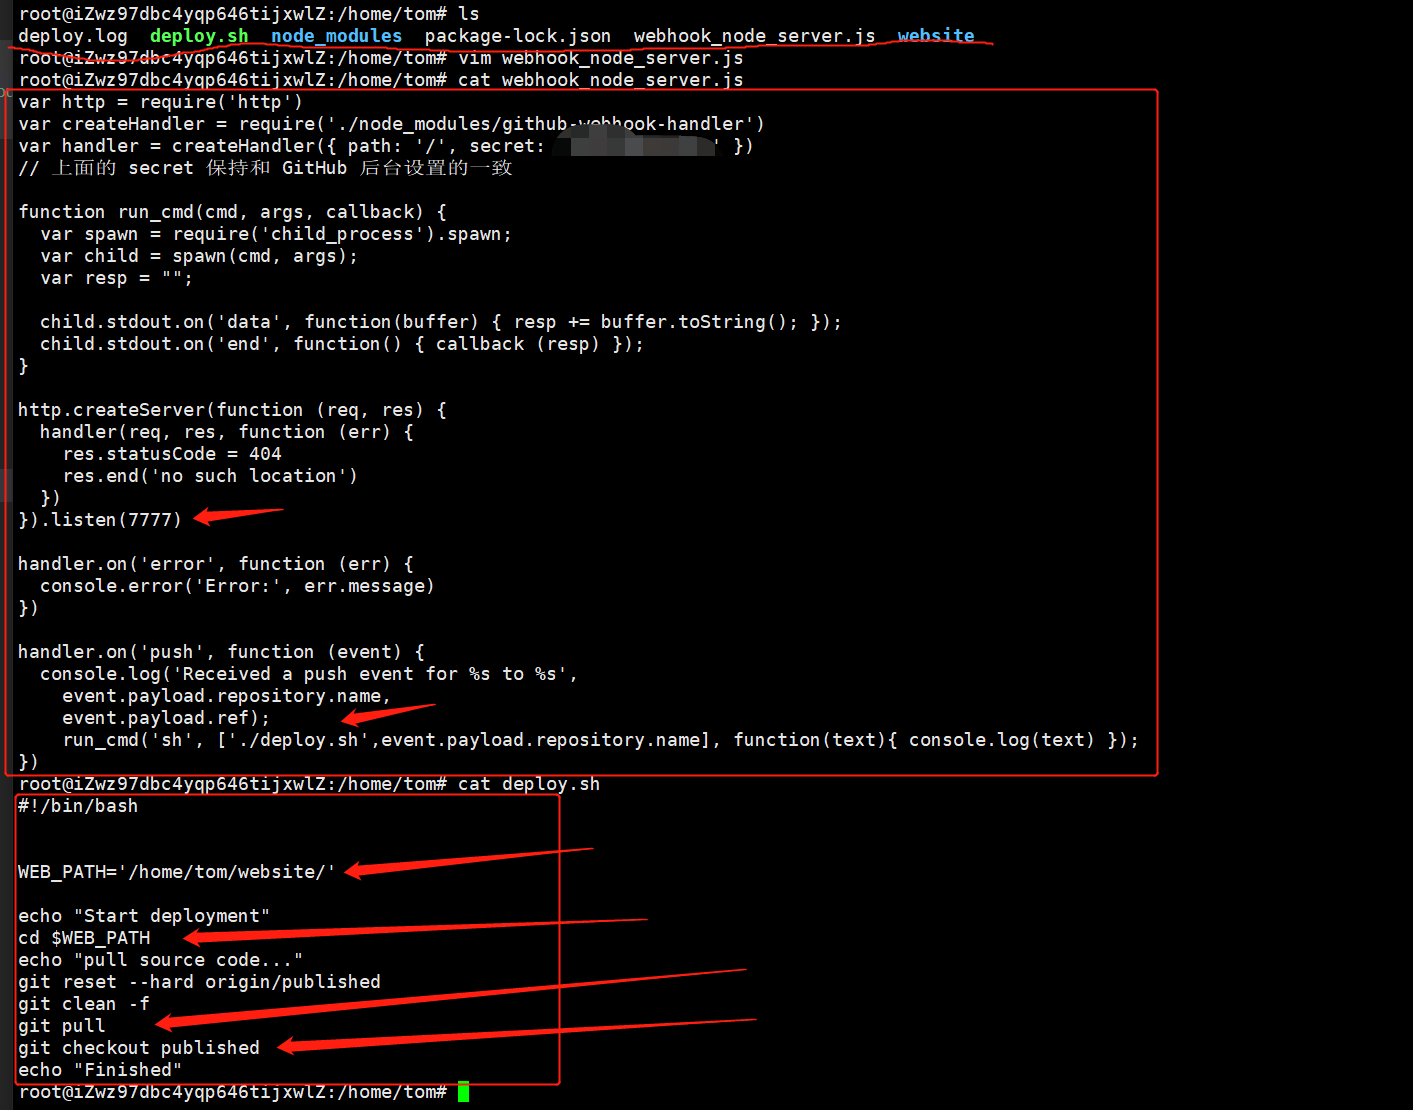 root@iZwz97dbc4yqp646tijxwlZ:/home/tom# ls
deploy.log  deploy.sh  node_modules  package-lock.json  webhook_node_server.js  website
root@iZwz97dbc4yqp646tijxwlZ:/home/tom# vim webhook_node_server.js
root@iZwz97dbc4yqp646tijxwlZ:/home/tom# cat webhook_node_server.js
var http = require('http')
var createHandler = require('./node_modules/github-webhook-handler')
var handler = createHandler({ path: '/', secret: ' })
// 上面的 secret 保持和 GitHub 后台设置的一致
function run_cmd(cmd, args, callback) {
  var spawn = require('child_process').spawn;
  var child = spawn(cmd, args);
  var resp = "";
  child.stdout.on('data', function(buffer) { resp += buffer.toString(); });
  child.stdout.on('end', function() { callback (resp) });
}
http.createServer(function (req, res) {
  handler(req, res, function (err) {
    res.statusCode = 404
    res.end('no such location')
  })
}).listen(7777)
handler.on('error', function (err) {
  console.error('Error:', err.message)
})
handler.on('push', function (event) {
  console.log('Received a push event for %s to %s',
    event.payload.repository.name,
    event.payload.ref);
    run_cmd('sh', ['./deploy.sh',event.payload.repository.name], function(text){ console.log(text) });
})
root@iZwz97dbc4yqp646tijxwlZ:/home/tom# cat deploy.sh
#!/bin/bash
WEB_PATH='/home/tom/website/'
echo "Start deployment"
cd $WEB_PATH
echo "pull source code..."
git reset --hard origin/published
git clean -f
git pull
git checkout published
echo "Finished"
root@iZwz97dbc4yqp646tijxwlZ:/home/tom#